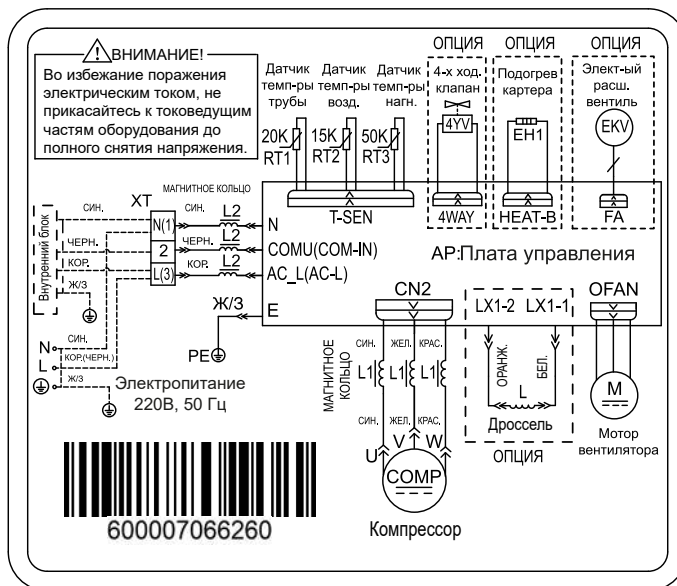 ВНИМАНИЕ!
Во избежание поражения
электрическим током, не
прикасайтесь к токоведущим
частям оборудования до
полного снятия напряжения.
Датчик
темп-ры
трубы
Датчик
темп-ры
возд.
Датчик
темп-ры
нагн.
20K
RT1
15K
RT2
50K
RT3
T-SEN
ОПЦИЯ
4-х ход.
клапан
4YV
4WAY
ОПЦИЯ
Подогрев
картера
EH1
HEAT-B
ОПЦИЯ
Элект-ый
расш.
вентиль
EKV
FA
Внутренний блок
СИН.
ЧЕРН.
КОР.
Ж/З
XT
N(1)
2
L(3)
МАГНИТНОЕ КОЛЬЦО
СИН.
L2
N
ЧЕРН.
L2
COMU(COM-IN)
КОР.
L2
AC_L(AC-L)
Ж/З
E
PE
АР:Плата управления
N
СИН.
L
КОР.(ЧЕРН.)
Ж/З
Электропитание
220В, 50 Гц
CN2
МАГНИТНОЕ
КОЛЬЦО
СИН.
ЖЕЛ.
КРАС.
L1
L1
L1
СИН.
ЖЕЛ.
КРАС.
U
V
W
COMP
Компрессор
LX1-2
LX1-1
ОРАНЖ.
БЕЛ.
L
Дроссель
ОПЦИЯ
OFAN
M
Мотор
вентилятора
600007066260